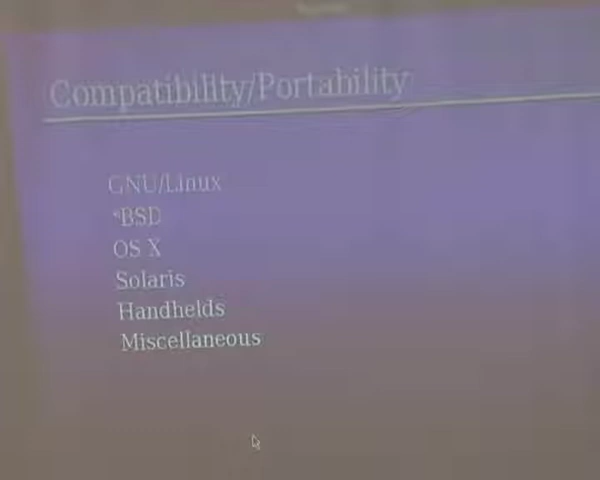 Compatibility/Portability
GNU/Linux
*BSD
OS X
Solaris
Handhelds
Miscellaneous